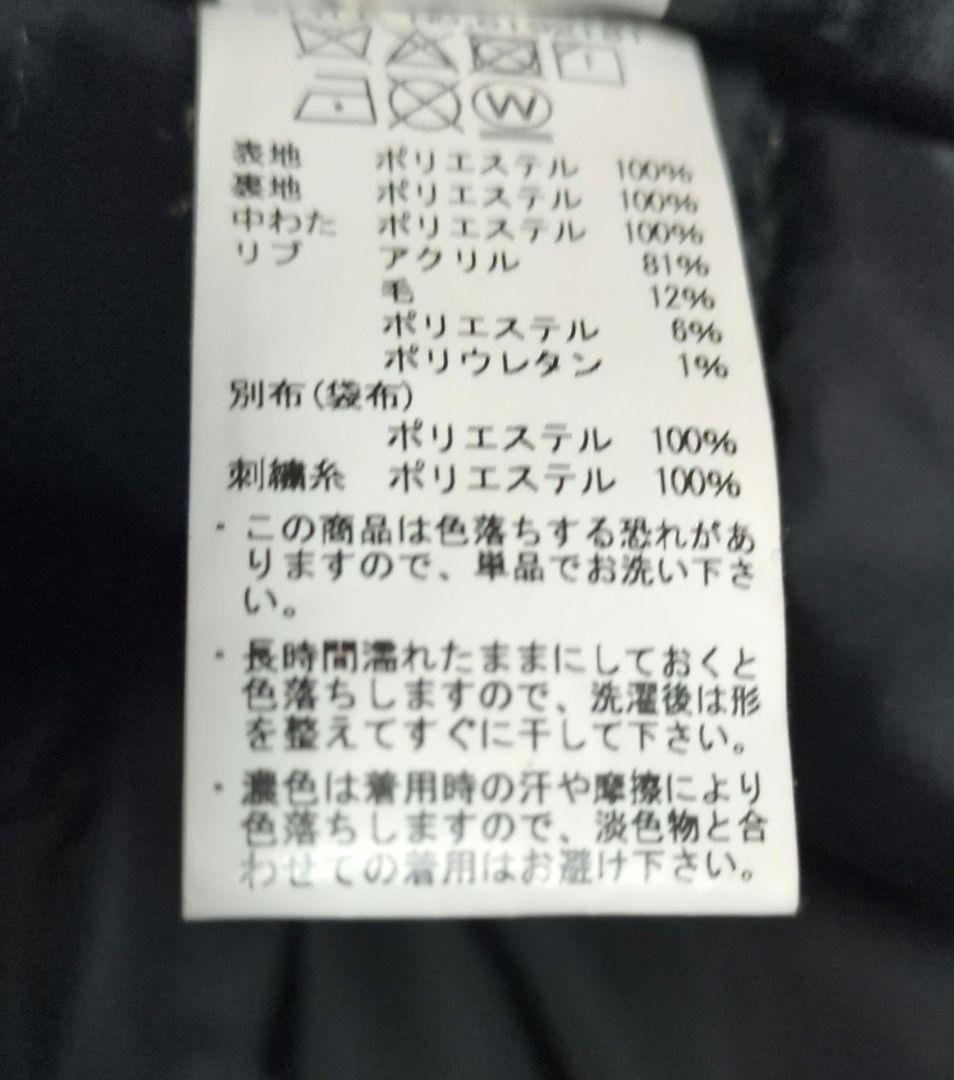 表地 ポリエステル 100%
裏地 ポリエステル 100%
中わた ポリエステル 100%
リブ アクリル 81%
毛 12%
ポリエステル 6%
ポリウレタン 1%
別布(袋布)
ポリエステル 100%
刺繍糸 ポリエステル 100%
・この商品は色落ちする恐れがあ
りますので、単品でお洗い下さ
い。
・長時間濡れたままにしておくと
色落ちしますので、洗濯後は形
を整えてすぐに干して下さい。
・濃色は着用時の汗や摩擦により
色落ちしますので、淡色物と合
わせての着用はお避け下さい。